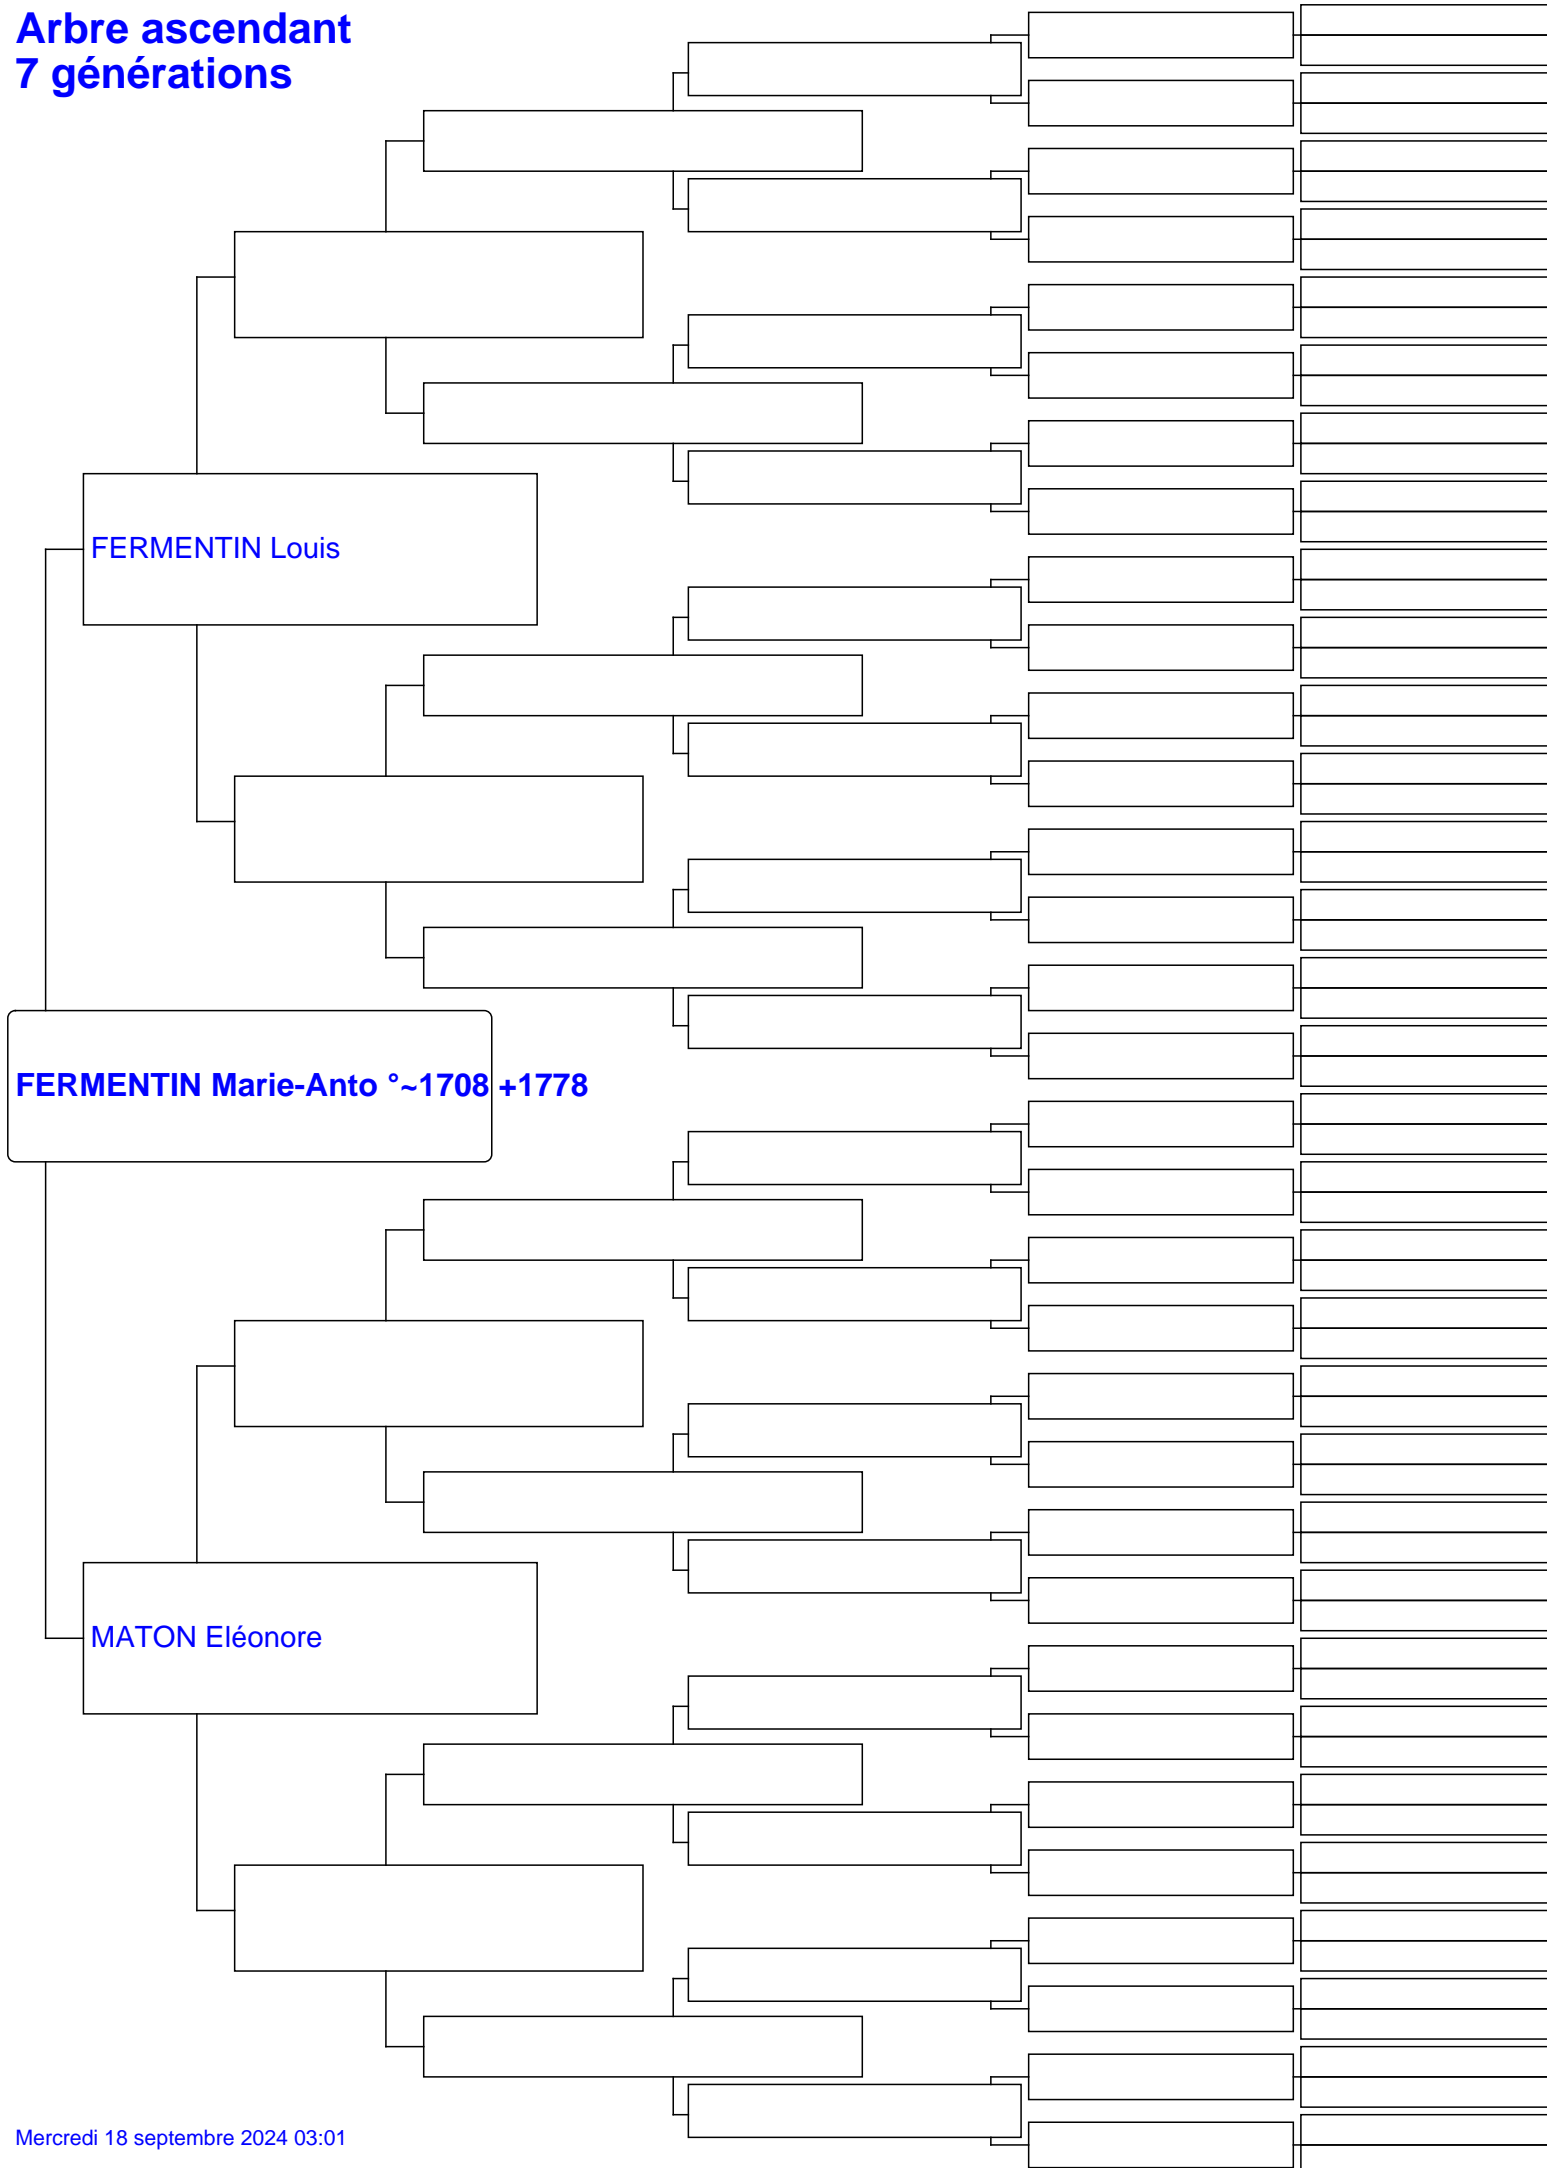 Arbre ascendant
7 générations
FERMENTIN Louis
FERMENTIN Marie-Anto °~1708 +1778
MATON Eléonore
Mercredi 18 septembre 2024 03:01